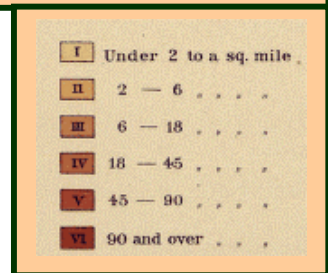 I Under 2 to a sq. mile
II 2 — 6 " " " "
III 6 — 18 " " " "
IV 18 — 45 " " " "
V 45 — 90 " " " "
VI 90 and over " " "